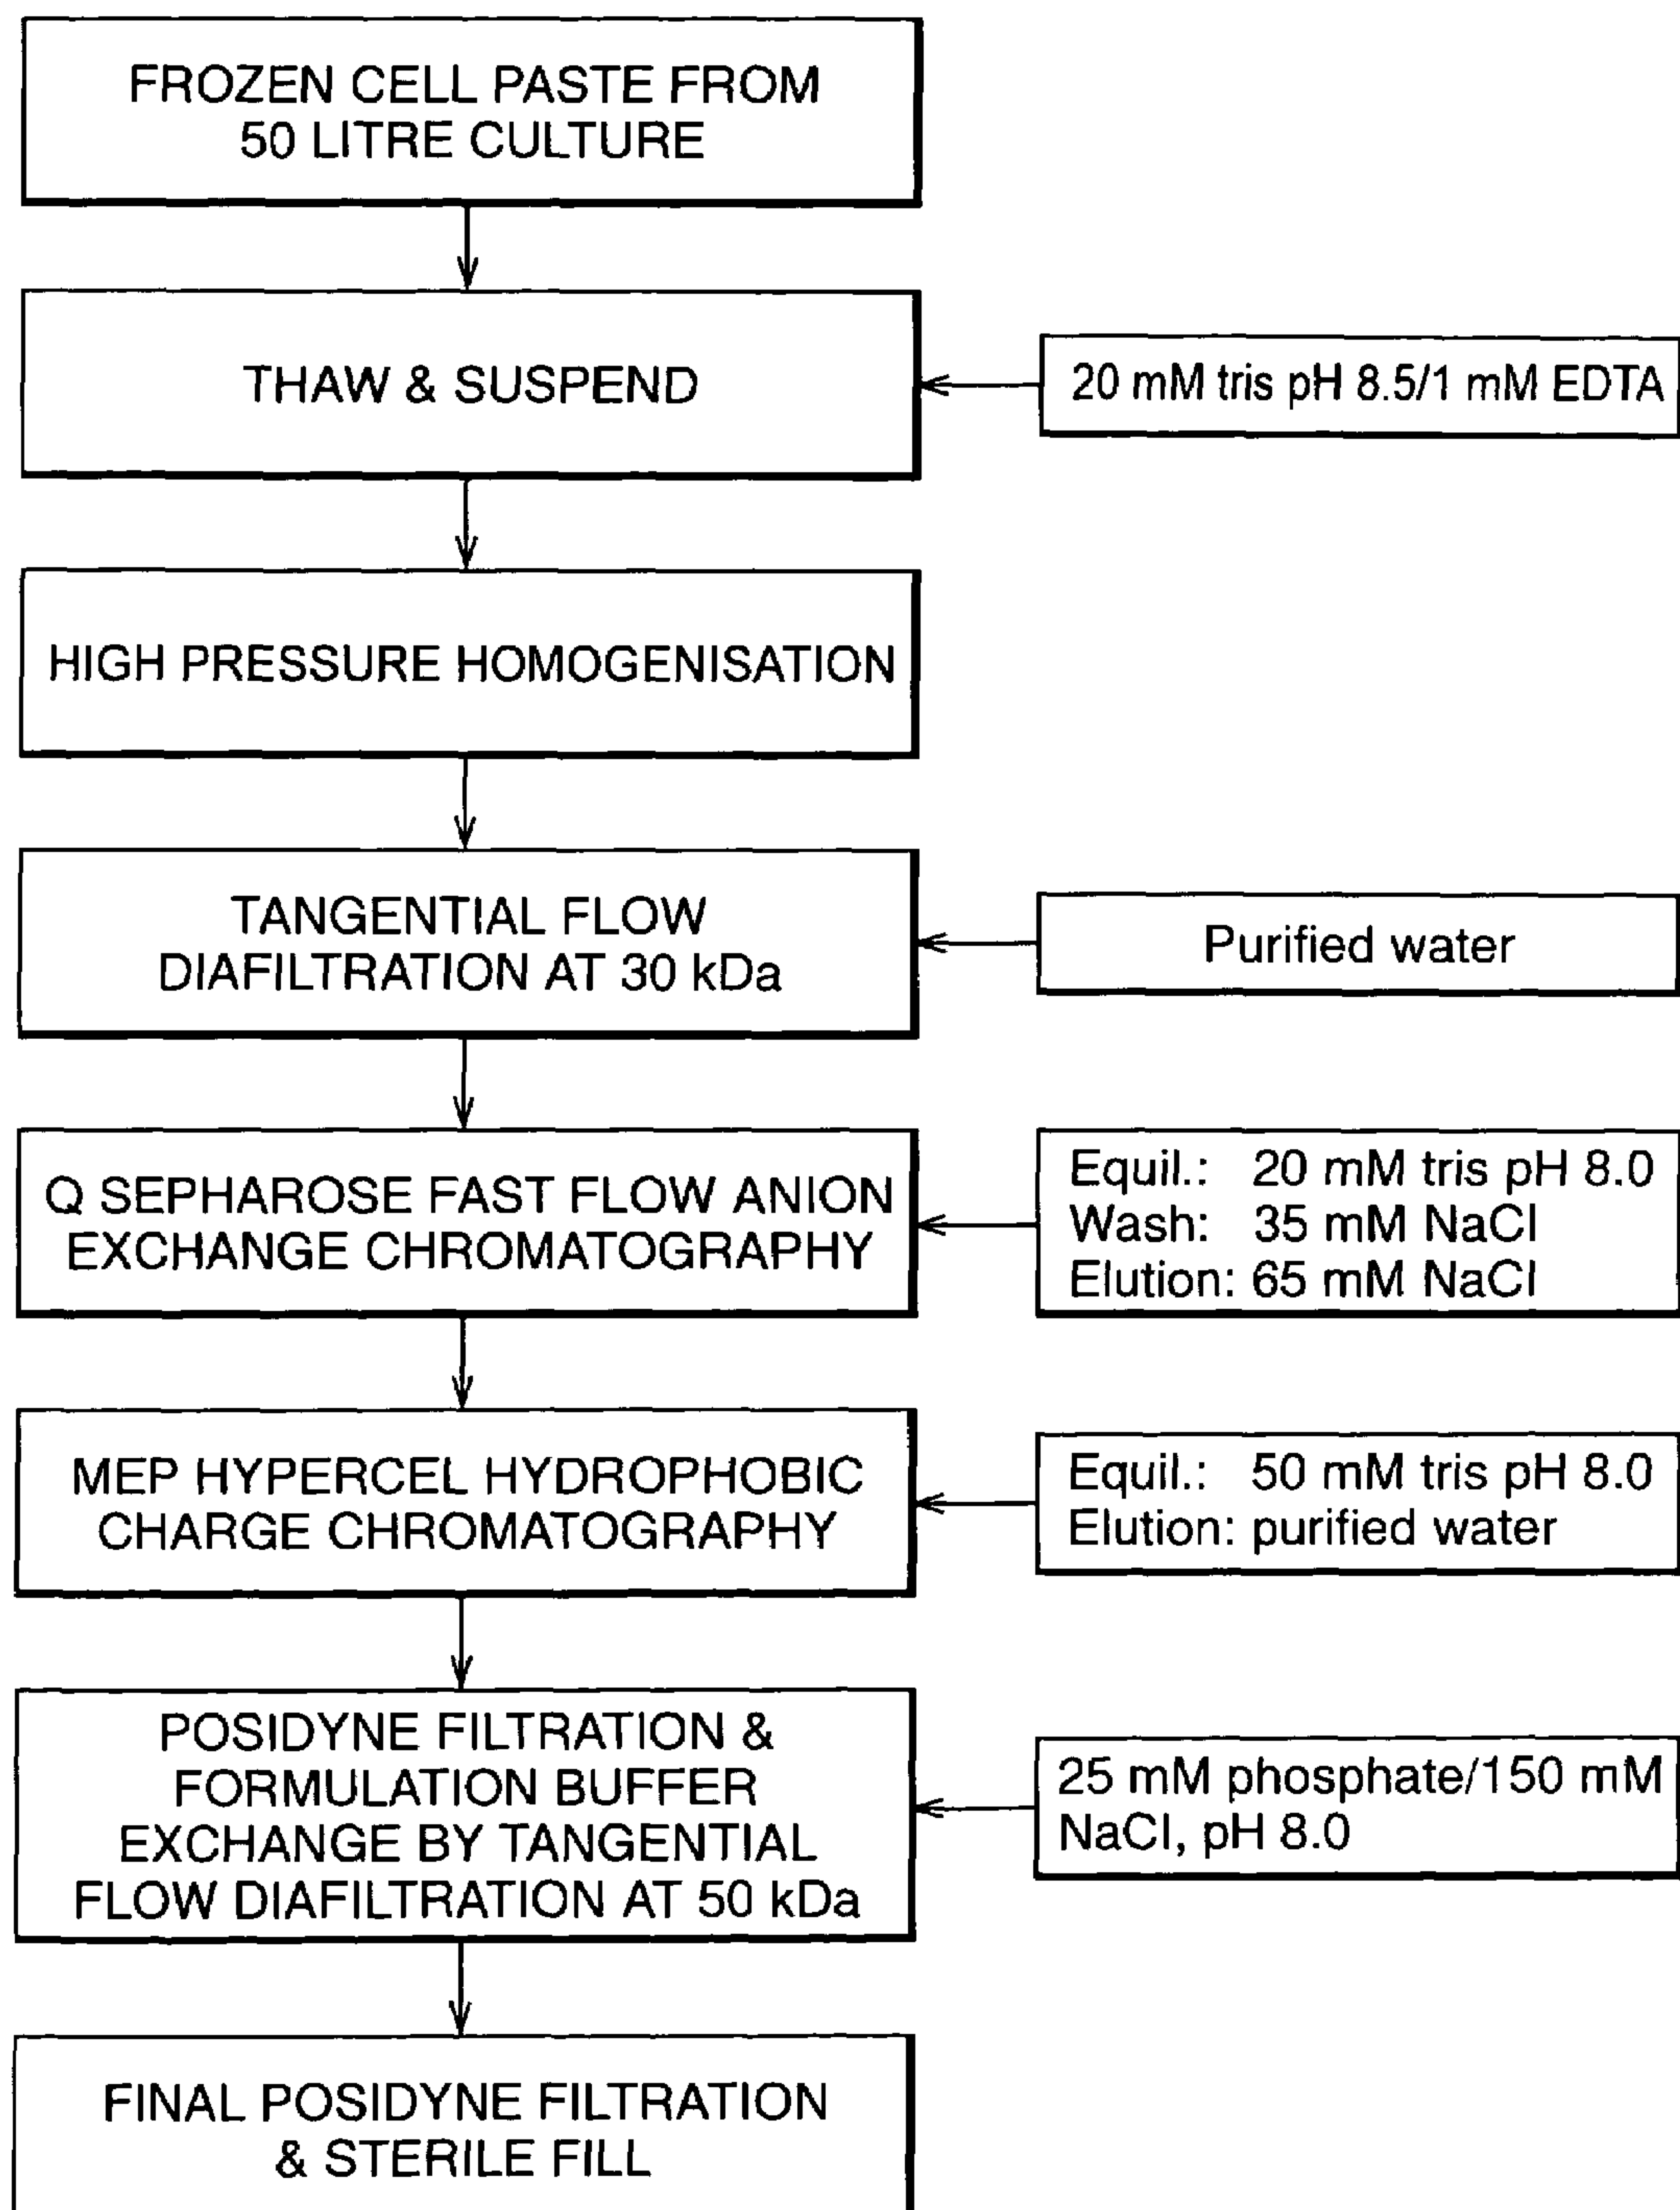 FROZEN CELL PASTE FROM
50 LITRE CULTURE
THAW & SUSPEND
20 mM tris pH 8.5/1 mM EDTA
HIGH PRESSURE HOMOGENISATION
TANGENTIAL FLOW
DIAFILTRATION AT 30 kDa
Purified water
Q SEPHAROSE FAST FLOW ANION
EXCHANGE CHROMATOGRAPHY
Equil.: 20 mM tris pH 8.0
Wash: 35 mM NaCl
Elution: 65 mM NaCl
MEP HYPERCEL HYDROPHOBIC
CHARGE CHROMATOGRAPHY
Equil.: 50 mM tris pH 8.0
Elution: purified water
POSIDYNE FILTRATION &
FORMULATION BUFFER
EXCHANGE BY TANGENTIAL
FLOW DIAFILTRATION AT 50 kDa
25 mM phosphate/150 mM
NaCl, pH 8.0
FINAL POSIDYNE FILTRATION
& STERILE FILL